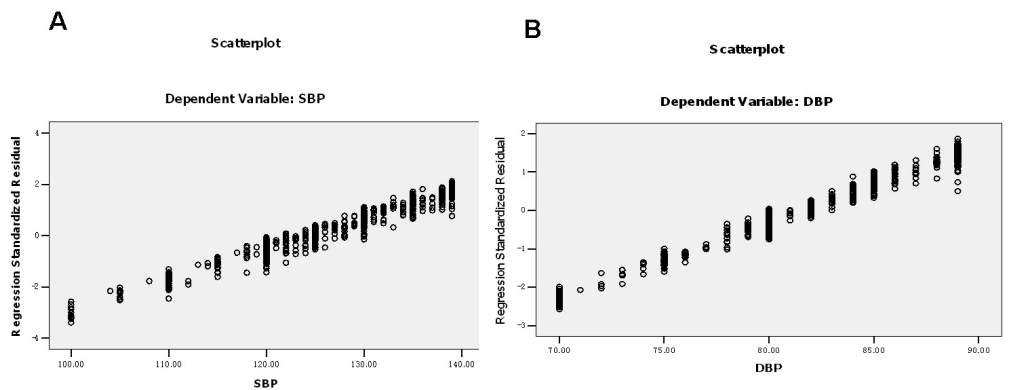 A
Scatterplot
Dependent Variable: SBP
Regression Standardized Residual
4
2
0
-2
-4
100.00 110.00 120.00 130.00 140.00
SBP
B
Scatterplot
Dependent Variable: DBP
Regression Standardized Residual
2
1
0
-1
-2
-3
70.00 75.00 80.00 85.00 90.00
DBP